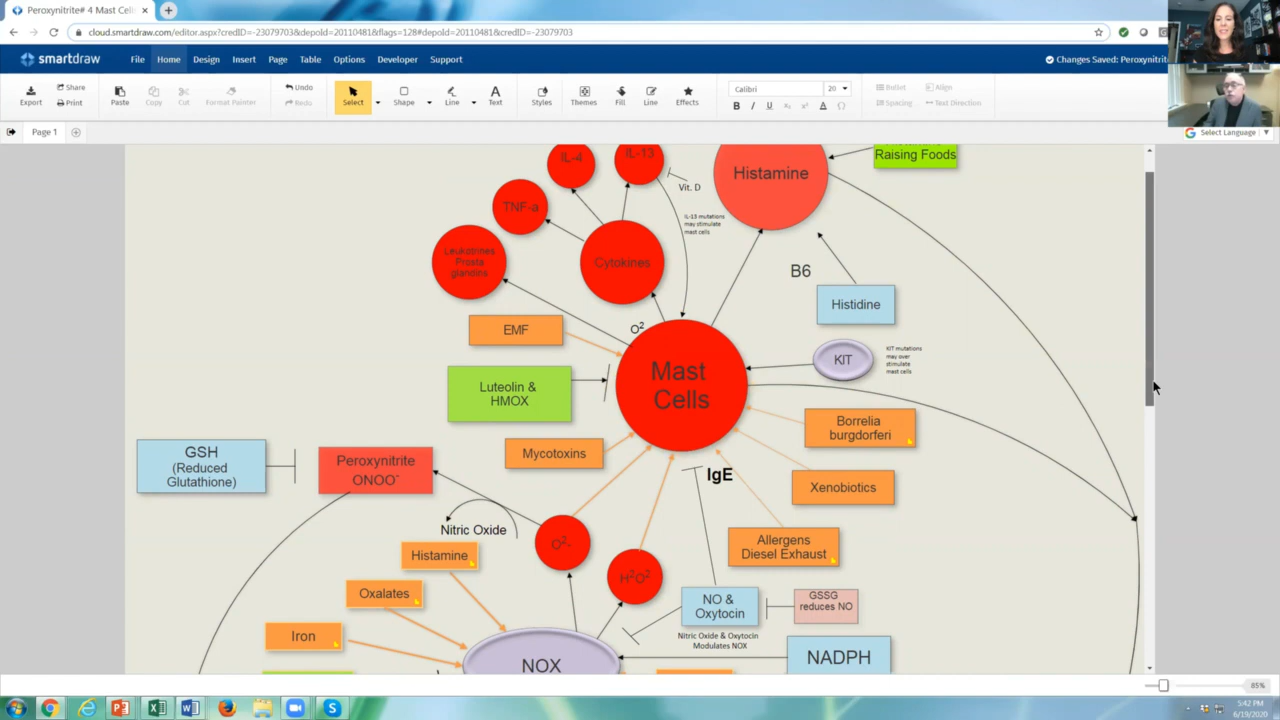 Peroxynitrite# 4 Mast Cel
cloud.smartdraw.com/editor.aspx?credID=-23079703&depoId=20110481&flags=128#depoId=20110481&credID=-23079703
smartdraw
File Home Design Insert Page Table Options Developer Support
Changes Saved: Peroxynitrit
Export
Share
Print
Paste
Copy
Cut
Format Painter
Undo
Redo
Select
Shape
Line
Text
Styles
Themes
Fill
Line
Effects
Calibri
20
B I U
Bullet
Align
Spacing
Text Direction
Page 1
Select Language
IL-4
IL-13
Histamine
Raising Foods
Vit. D
TNF-a
IL-13 mutations
may stimulate
mast cells
Leukotrines
Prosta
glandins
Cytokines
B6
Histidine
EMF
O2
Mast
Cells
KIT
KIT mutations
may over
stimulate
mast cells
Luteolin &
HMOX
Borrelia
burgdorferi
GSH
(Reduced
Glutathione)
Peroxynitrite
ONOO-
Mycotoxins
IgE
Xenobiotics
Nitric Oxide
O2-
Allergens
Diesel Exhaust
Histamine
H2O2
Oxalates
NO &
Oxytocin
GSSG
reduces NO
Iron
Nitric Oxide & Oxytocin
Modulates NOX
NOX
NADPH
85%
5:42 PM
6/19/2020